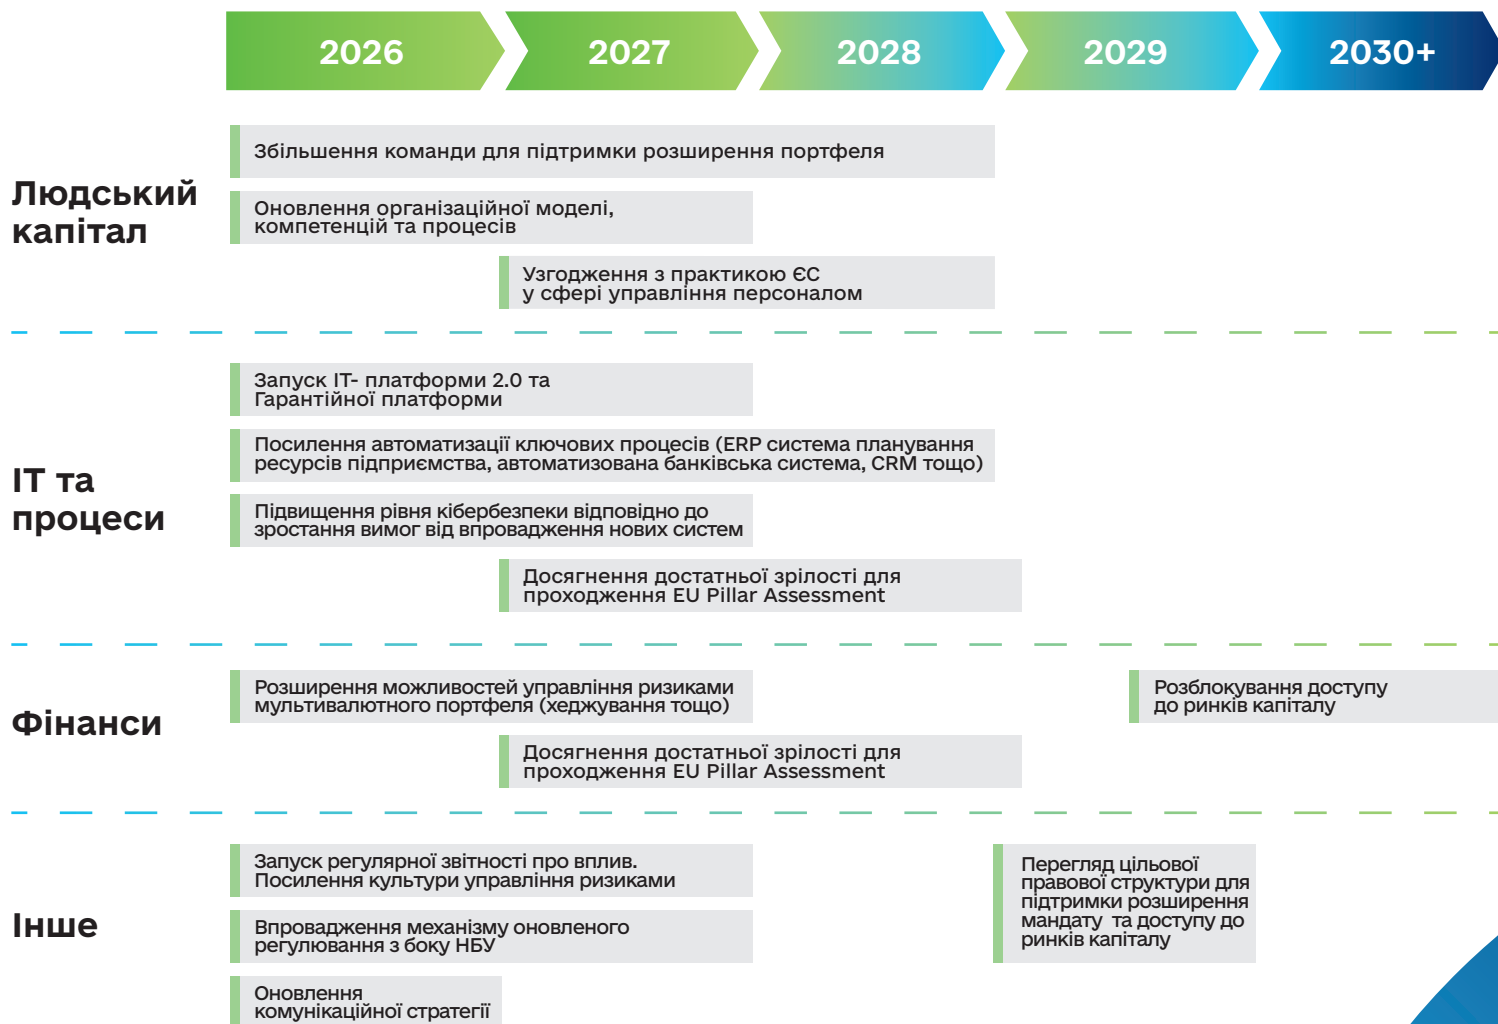 2026
2027
2028
2029
2030+
Людський
капітал
Збільшення команди для підтримки розширення портфеля
Оновлення організаційної моделі,
компетенцій та процесів
Узгодження з практикою ЄС
у сфері управління персоналом
ІТ та
процеси
Запуск ІТ- платформи 2.0 та
Гарантійної платформи
Посилення автоматизації ключових процесів (ERP система планування
ресурсів підприємства, автоматизована банківська система, CRM тощо)
Підвищення рівня кібербезпеки відповідно до
зростання вимог від впровадження нових систем
Досягнення достатньої зрілості для
проходження EU Pillar Assessment
Фінанси
Розширення можливостей управління ризиками
мультивалютного портфеля (хеджування тощо)
Розблокування доступу
до ринків капіталу
Досягнення достатньої зрілості для
проходження EU Pillar Assessment
Інше
Запуск регулярної звітності про вплив.
Посилення культури управління ризиками
Впровадження механізму оновленого
регулювання з боку НБУ
Оновлення
комунікаційної стратегії
Перегляд цільової
правової структури для
підтримки розширення
мандату та доступу до
ринків капіталу